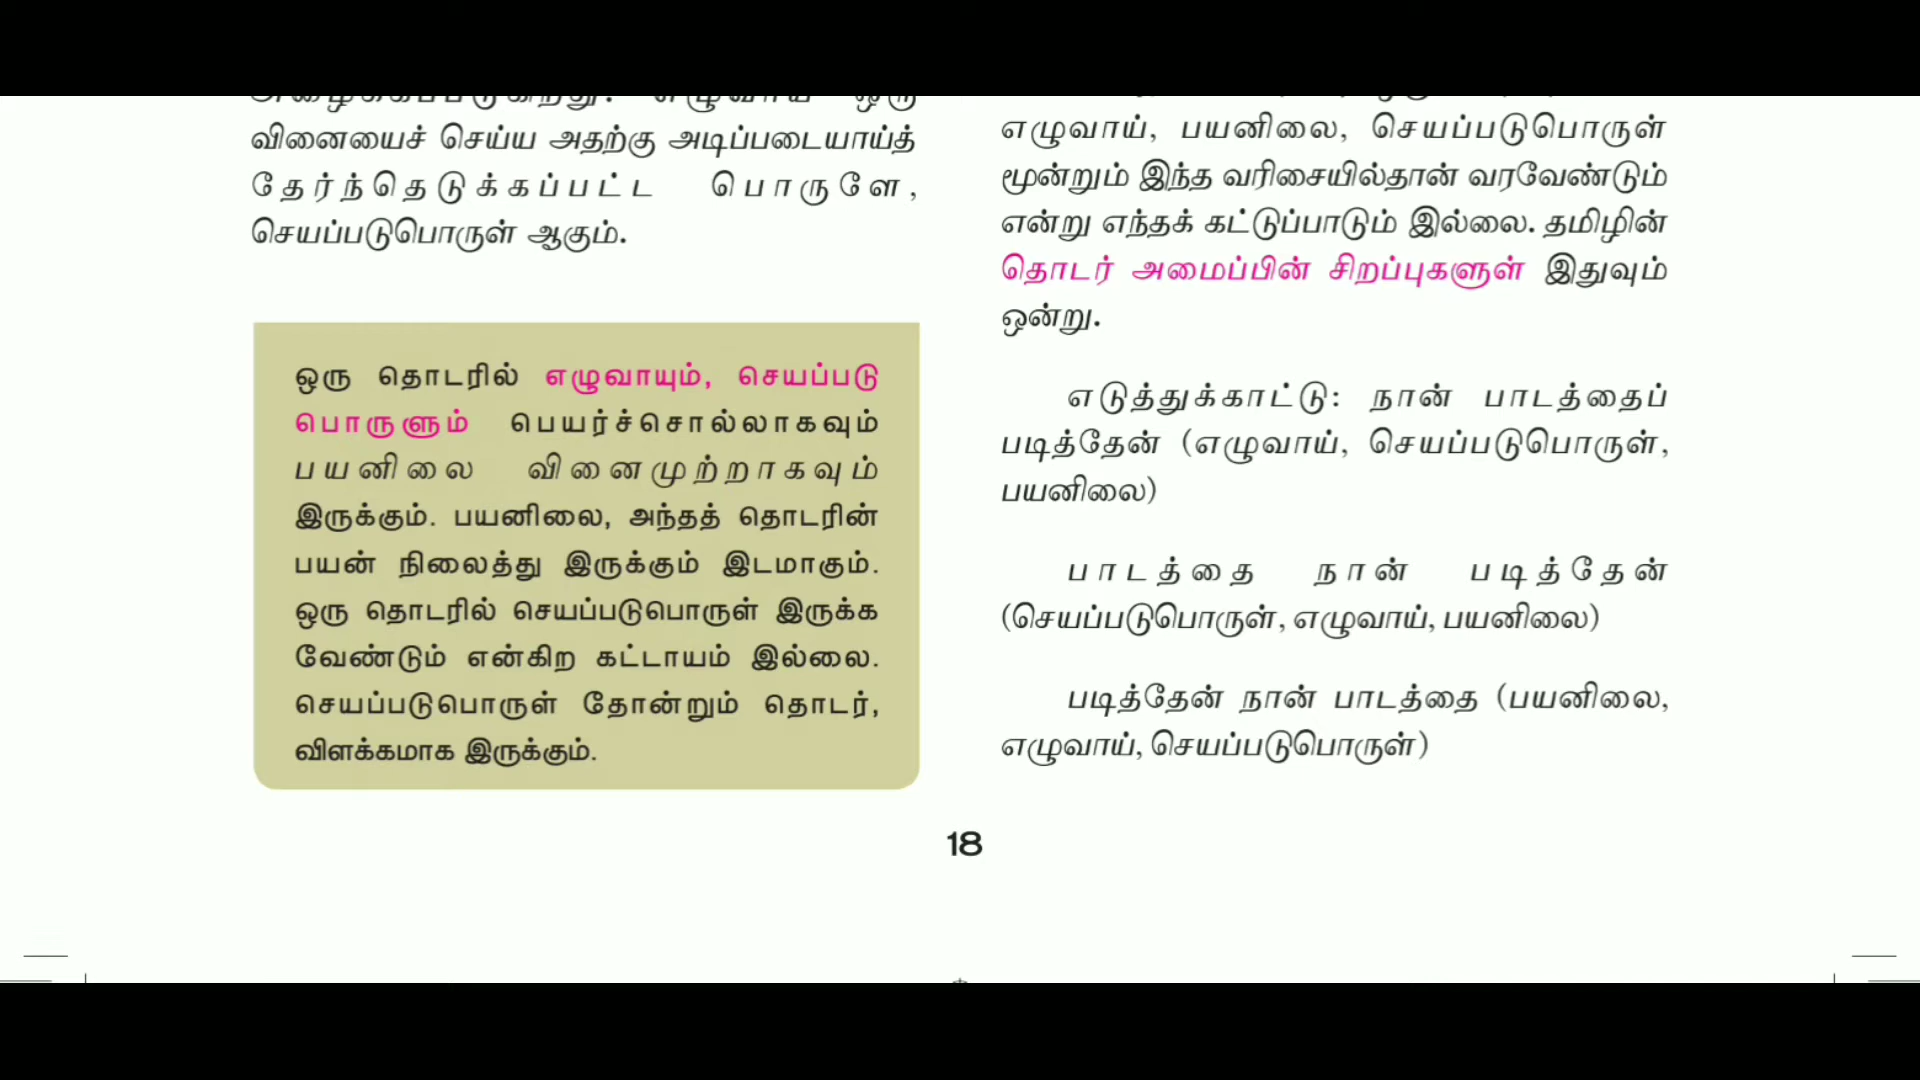 வினையைச் செய்ய அதற்கு அடிப்படையாய்த்
தேர்ந்தெடுக்கப்பட்ட பொருளே,
செயப்படுபொருள் ஆகும்.
ஒரு தொடரில் எழுவாயும், செயப்படு
பொருளும் பெயர்ச்சொல்லாகவும்
பயனிலை வினைமுற்றாகவும்
இருக்கும். பயனிலை, அந்தத் தொடரின்
பயன் நிலைத்து இருக்கும் இடமாகும்.
ஒரு தொடரில் செயப்படுபொருள் இருக்க
வேண்டும் என்கிற கட்டாயம் இல்லை.
செயப்படுபொருள் தோன்றும் தொடர்,
விளக்கமாக இருக்கும்.
எழுவாய், பயனிலை, செயப்படுபொருள்
மூன்றும் இந்த வரிசையில்தான் வரவேண்டும்
என்று எந்தக் கட்டுப்பாடும் இல்லை. தமிழின்
தொடர் அமைப்பின் சிறப்புகளுள் இதுவும்
ஒன்று.
எடுத்துக்காட்டு: நான் பாடத்தைப்
படித்தேன் (எழுவாய், செயப்படுபொருள்,
பயனிலை)
பாடத்தை நான் படித்தேன்
(செயப்படுபொருள், எழுவாய், பயனிலை)
படித்தேன் நான் பாடத்தை (பயனிலை,
எழுவாய், செயப்படுபொருள்)
18